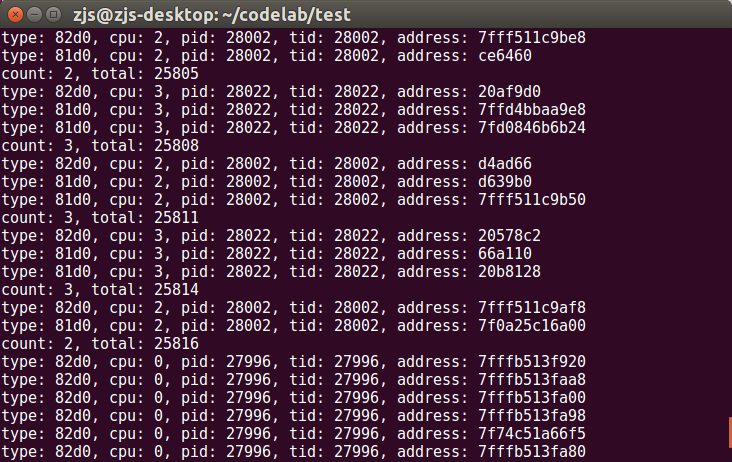 zjs@zjs-desktop: ~/codelab/test
type: 82d0, cpu: 2, pid: 28002, tid: 28002, address: 7fff511c9be8
type: 81d0, cpu: 2, pid: 28002, tid: 28002, address: ce6460
count: 2, total: 25805
type: 82d0, cpu: 3, pid: 28022, tid: 28022, address: 20af9d0
type: 81d0, cpu: 3, pid: 28022, tid: 28022, address: 7ffd4bbaa9e8
type: 81d0, cpu: 3, pid: 28022, tid: 28022, address: 7fd0846b6b24
count: 3, total: 25808
type: 82d0, cpu: 2, pid: 28002, tid: 28002, address: d4ad66
type: 81d0, cpu: 2, pid: 28002, tid: 28002, address: d639b0
type: 81d0, cpu: 2, pid: 28002, tid: 28002, address: 7fff511c9b50
count: 3, total: 25811
type: 82d0, cpu: 3, pid: 28022, tid: 28022, address: 20578c2
type: 81d0, cpu: 3, pid: 28022, tid: 28022, address: 66a110
type: 81d0, cpu: 3, pid: 28022, tid: 28022, address: 20b8128
count: 3, total: 25814
type: 82d0, cpu: 2, pid: 28002, tid: 28002, address: 7fff511c9af8
type: 81d0, cpu: 2, pid: 28002, tid: 28002, address: 7f0a25c16a00
count: 2, total: 25816
type: 82d0, cpu: 0, pid: 27996, tid: 27996, address: 7fffb513f920
type: 82d0, cpu: 0, pid: 27996, tid: 27996, address: 7fffb513faa8
type: 82d0, cpu: 0, pid: 27996, tid: 27996, address: 7fffb513fa00
type: 82d0, cpu: 0, pid: 27996, tid: 27996, address: 7fffb513fa98
type: 82d0, cpu: 0, pid: 27996, tid: 27996, address: 7f74c51a66f5
type: 82d0, cpu: 0, pid: 27996, tid: 27996, address: 7fffb513fa80